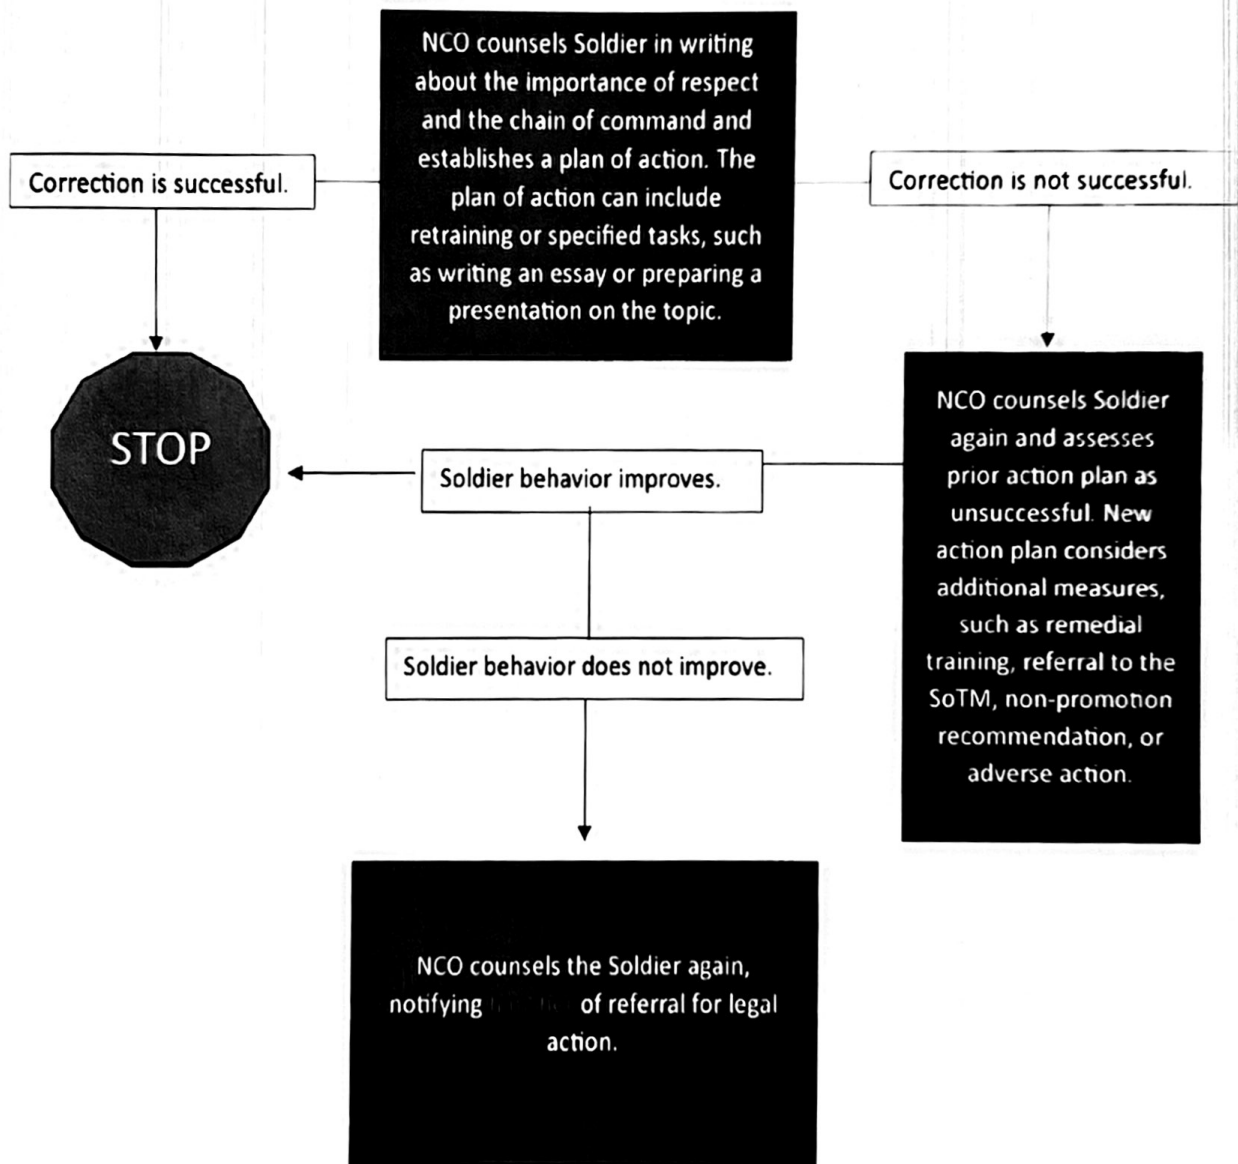 NCO counsels Soldier in writing
about the importance of respect
and the chain of command and
establishes a plan of action. The
plan of action can include
retraining or specified tasks, such
as writing an essay or preparing a
presentation on the topic.
Correction is successful.
Correction is not successful.
STOP
Soldier behavior improves.
NCO counsels Soldier
again and assesses
prior action plan as
unsuccessful. New
action plan considers
additional measures,
such as remedial
training, referral to the
SoTM, non-promotion
recommendation, or
adverse action.
Soldier behavior does not improve.
NCO counsels the Soldier again,
notifying of referral for legal
action.